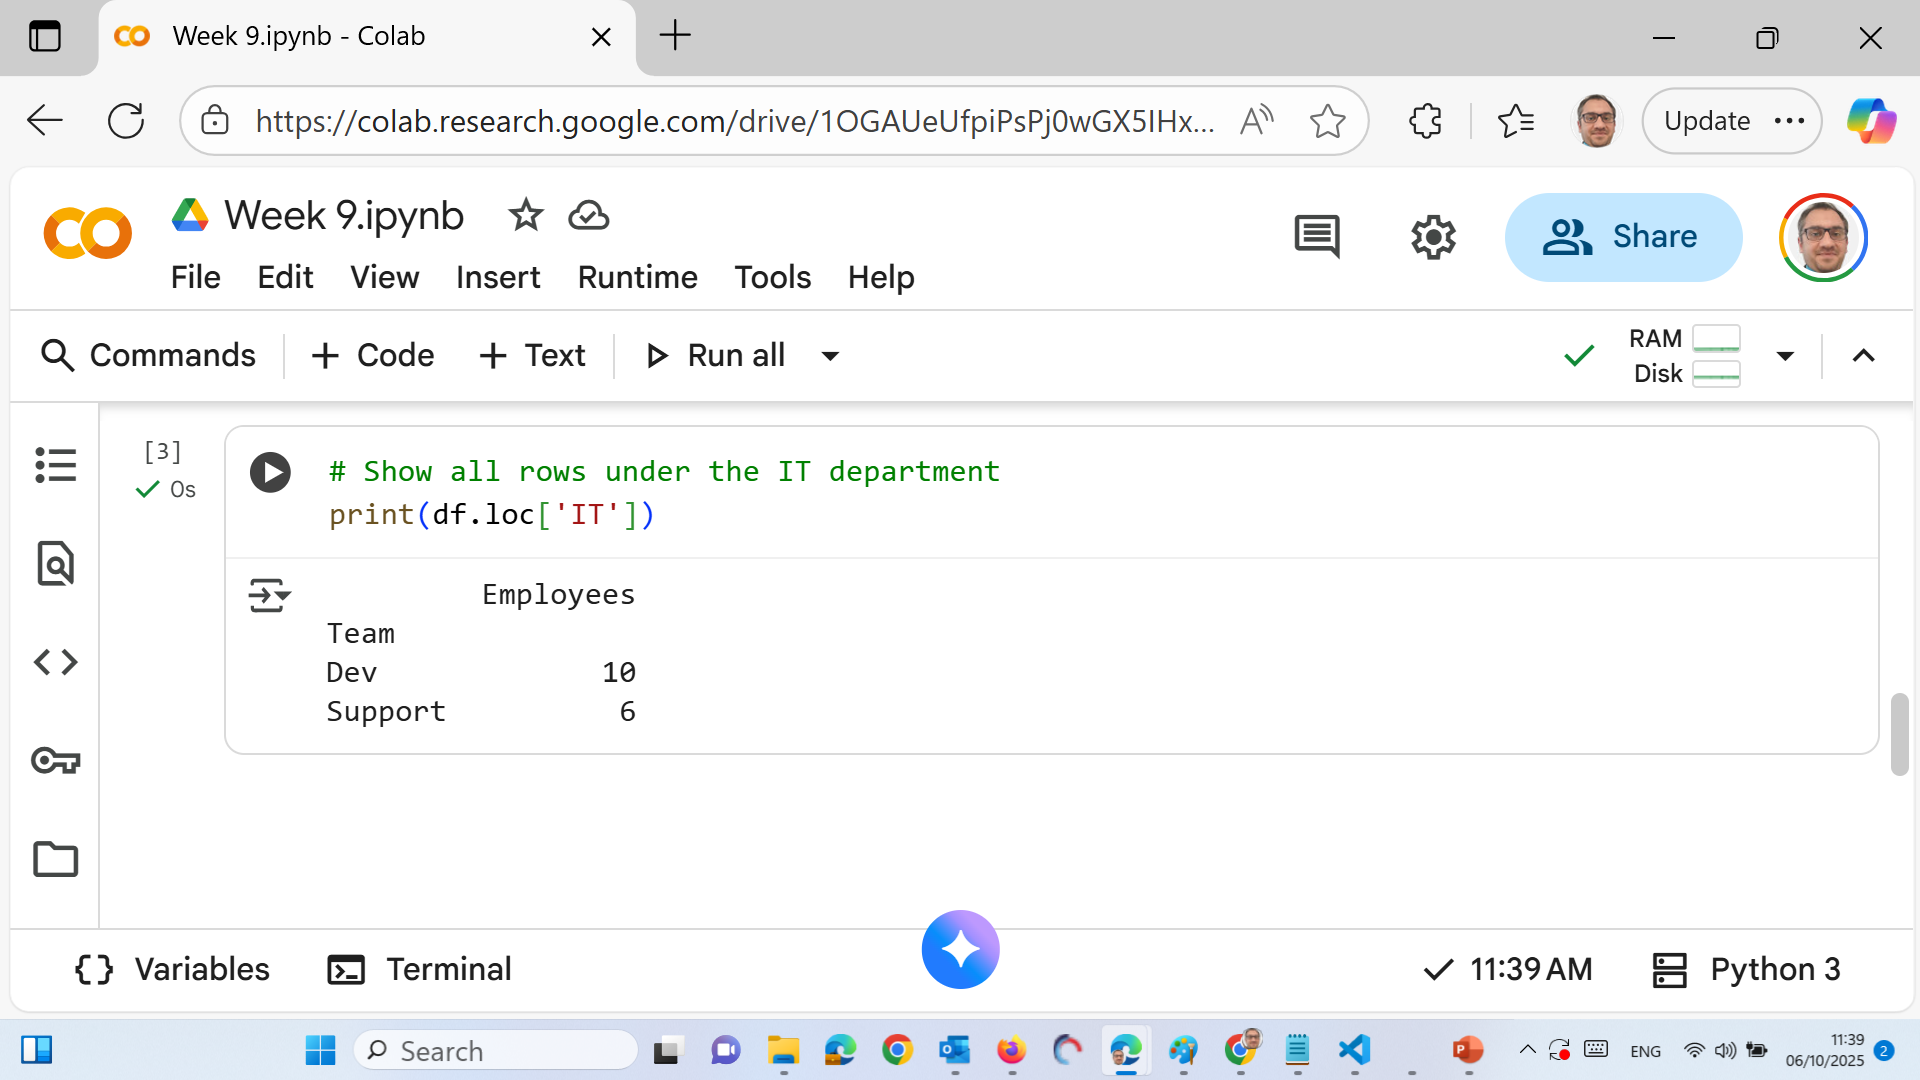 Week 9.ipynb - Colab
https://colab.research.google.com/drive/1OGAUeUfpiPsPj0wGX5IHx...
Update
Week 9.ipynb
File Edit View Insert Runtime Tools Help
Share
Commands + Code + Text Run all
RAM
Disk
[3]
0s
# Show all rows under the IT department
print(df.loc['IT'])
Employees
Team
Dev 10
Support 6
Variables Terminal
11:39 AM Python 3
Search
ENG
11:39
06/10/2025
2